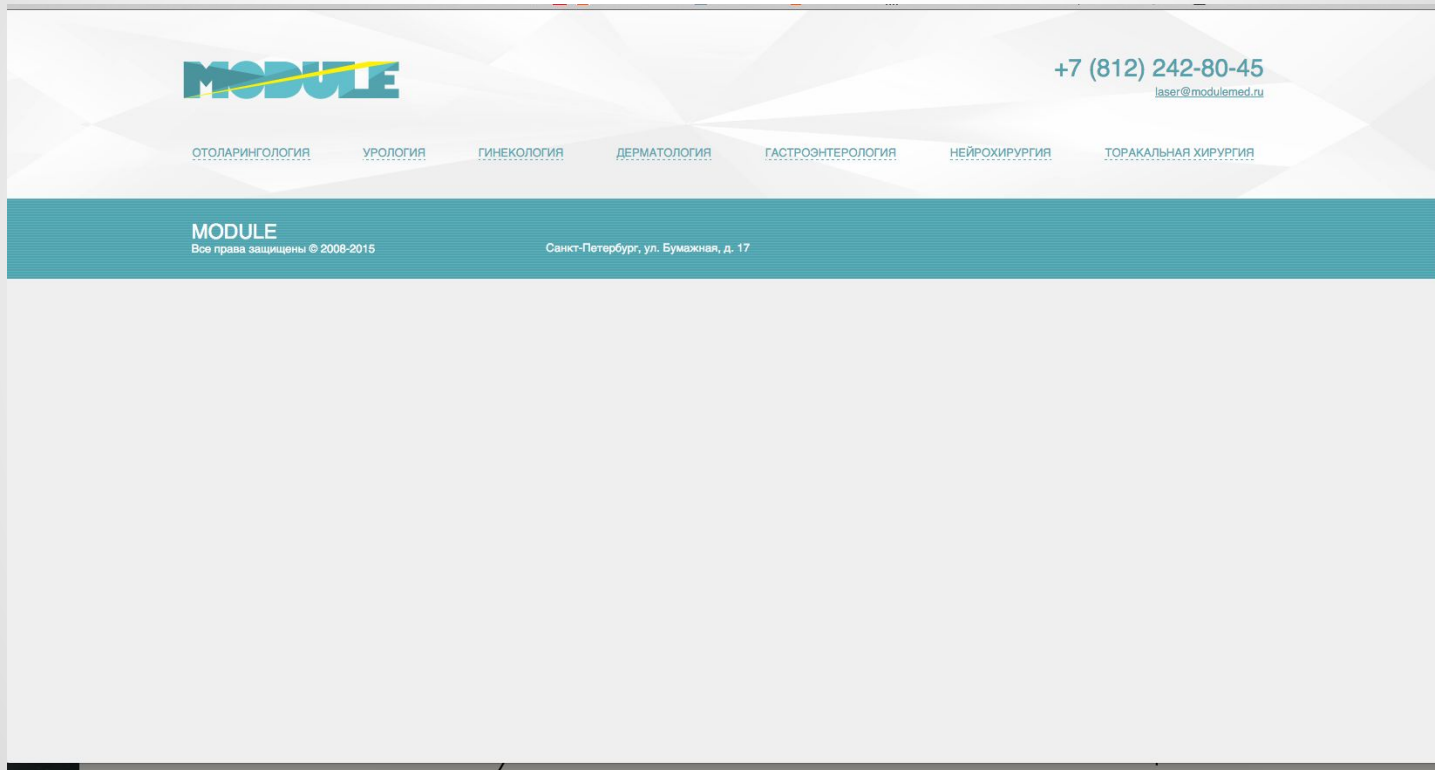 MODULE
+7 (812) 242-80-45
laser@modulemed.ru
ОТОЛАРИНГОЛОГИЯ УРОЛОГИЯ ГИНЕКОЛОГИЯ ДЕРМАТОЛОГИЯ ГАСТРОЭНТЕРОЛОГИЯ НЕЙРОХИРУРГИЯ ТОРАКАЛЬНАЯ ХИРУРГИЯ
MODULE
Все права защищены © 2008-2015
Санкт-Петербург, ул. Бумажная, д. 17